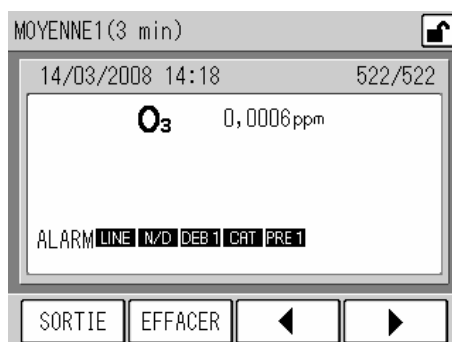 MOYENNE1(3 min)
14/03/2008 14:18 522/522
O₃ 0,0006ppm
ALARM LINE N/D DEB 1 CAT PRE 1
SORTIE EFFACER ◀ ▶